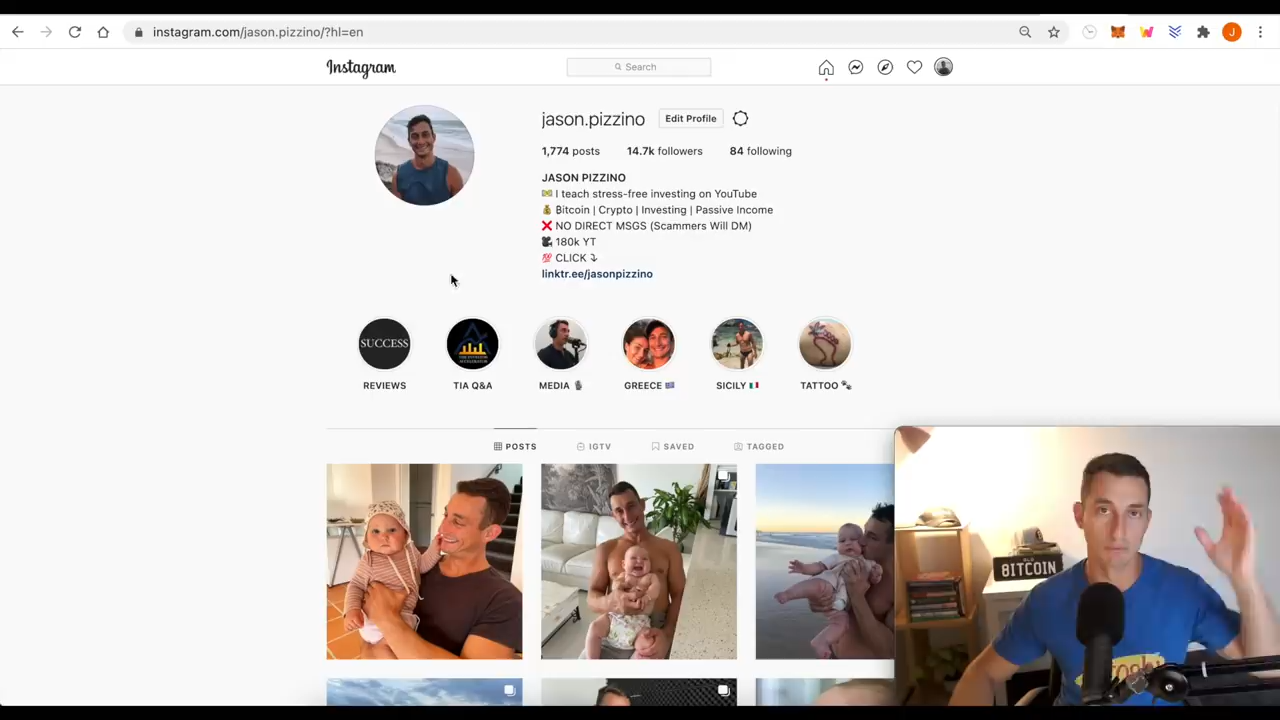 instagram.com/jason.pizzino/?hl=en
J
Instagram
Search
jason.pizzino Edit Profile
1,774 posts 14.7k followers 84 following
JASON PIZZINO
I teach stress-free investing on YouTube
₿itcoin | Crypto | Investing | Passive Income
❌ NO DIRECT MSGS (Scammers Will DM)
180k YT
💯 CLICK ⤵
linktr.ee/jasonpizzino
SUCCESS
REVIEWS TIA Q&A MEDIA GREECE SICILY TATTOO
POSTS IGTV SAVED TAGGED
BITCOIN